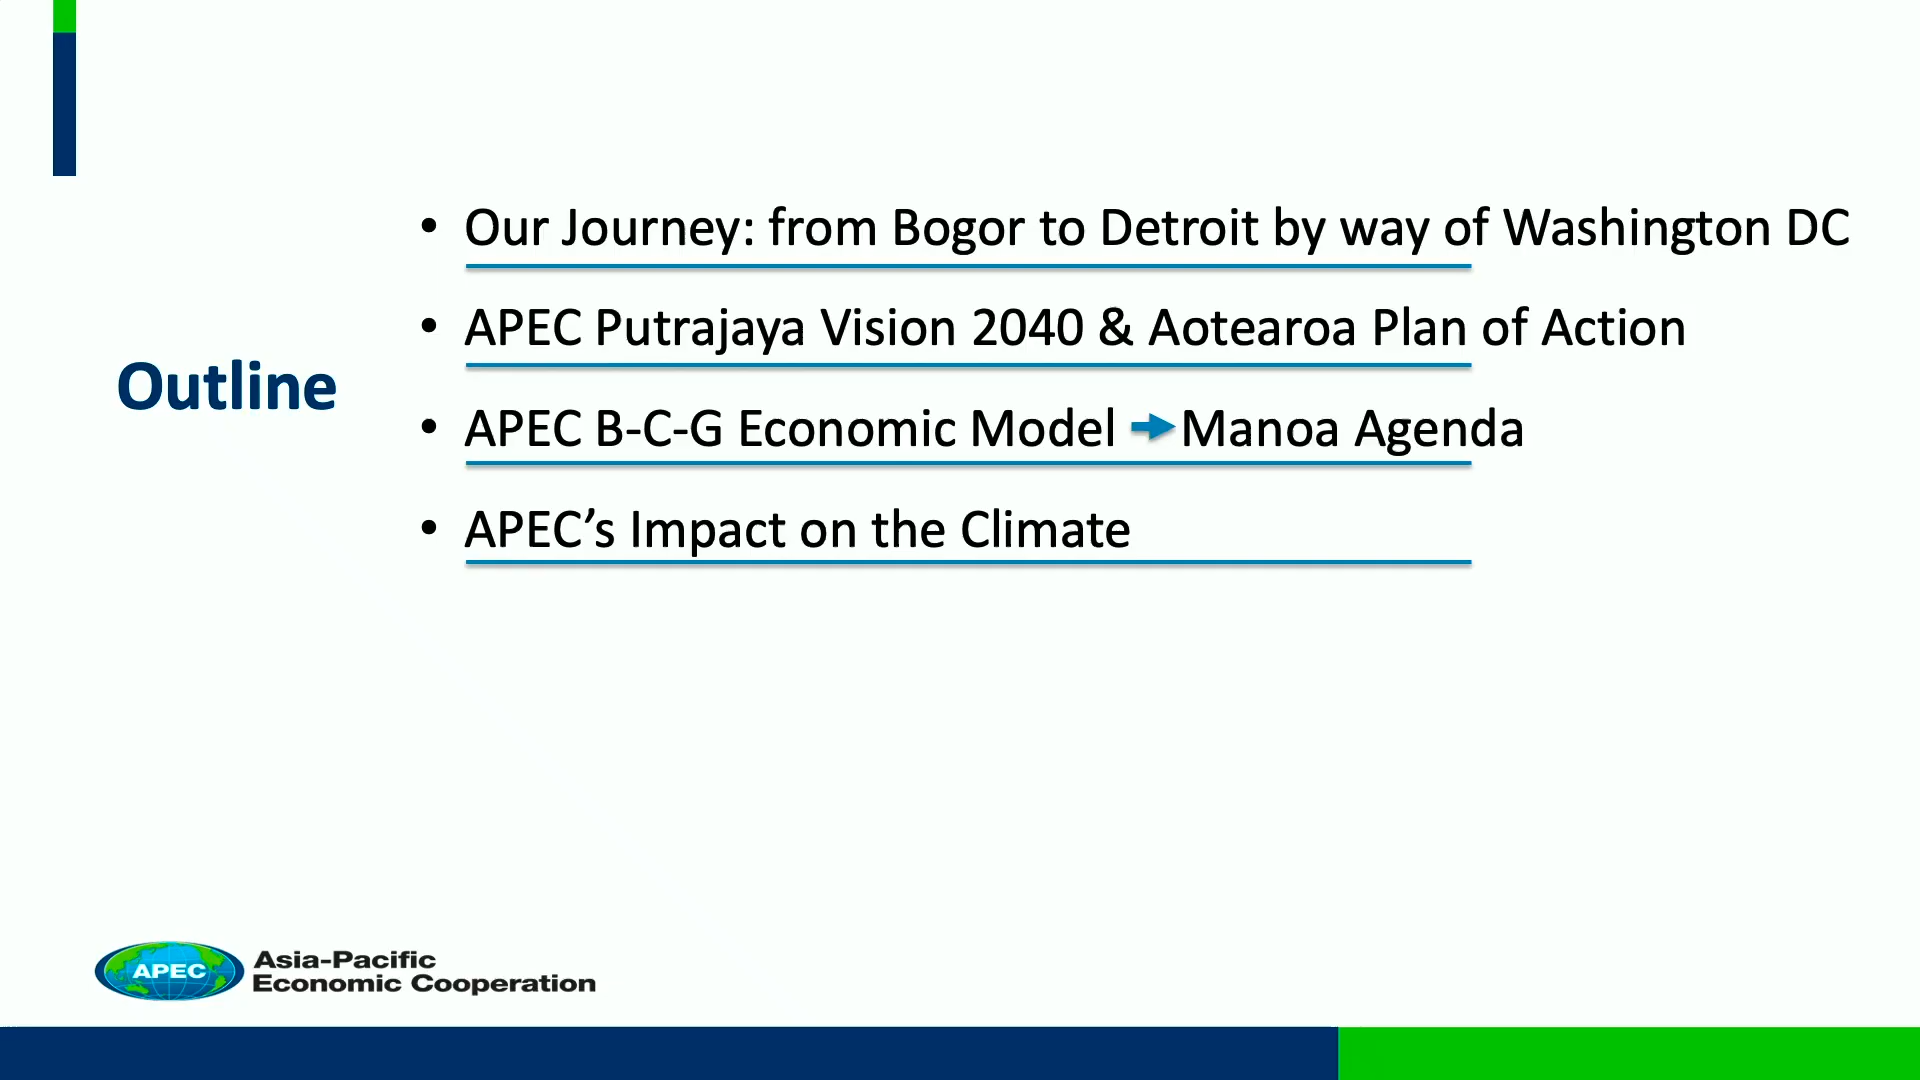 Outline
• Our Journey: from Bogor to Detroit by way of Washington DC
• APEC Putrajaya Vision 2040 & Aotearoa Plan of Action
• APEC B-C-G Economic Model Manoa Agenda
• APEC’s Impact on the Climate
APEC
Asia-Pacific
Economic Cooperation